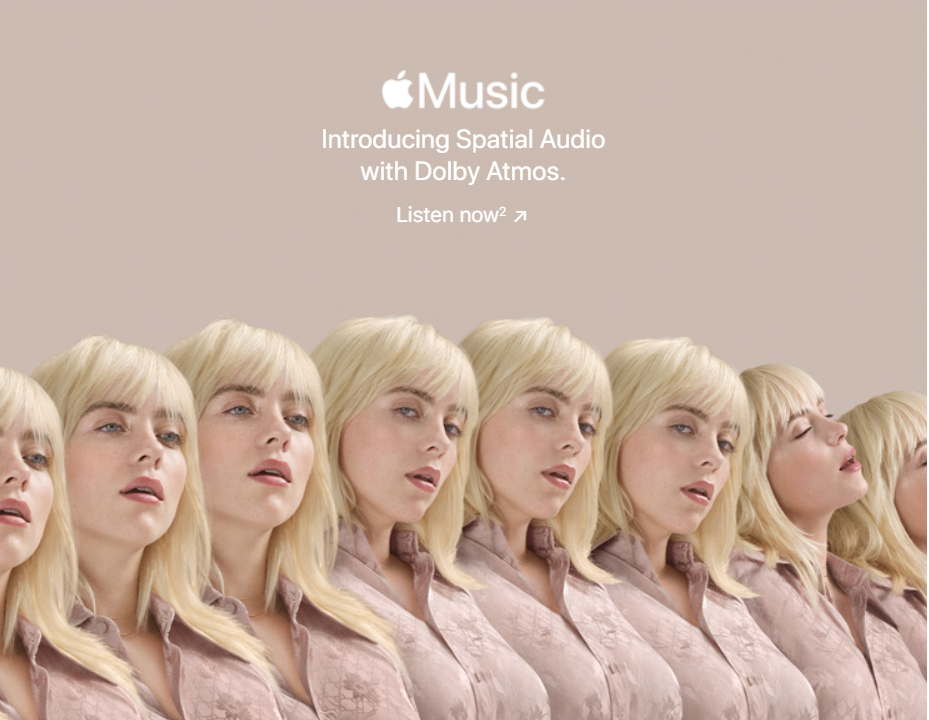 Music
Introducing Spatial Audio
with Dolby Atmos.
Listen now² ↗